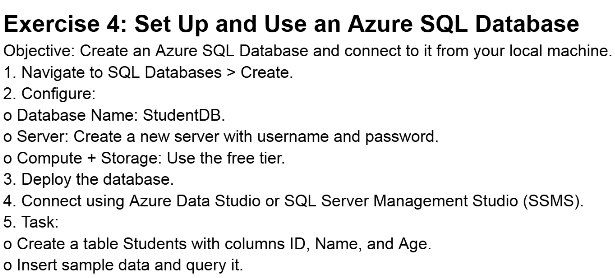 Exercise 4: Set Up and Use an Azure SQL Database
Objective: Create an Azure SQL Database and connect to it from your local machine.
1. Navigate to SQL Databases > Create.
2. Configure:
o Database Name: StudentDB.
o Server: Create a new server with username and password.
o Compute + Storage: Use the free tier.
3. Deploy the database.
4. Connect using Azure Data Studio or SQL Server Management Studio (SSMS).
5. Task:
o Create a table Students with columns ID, Name, and Age.
o Insert sample data and query it.